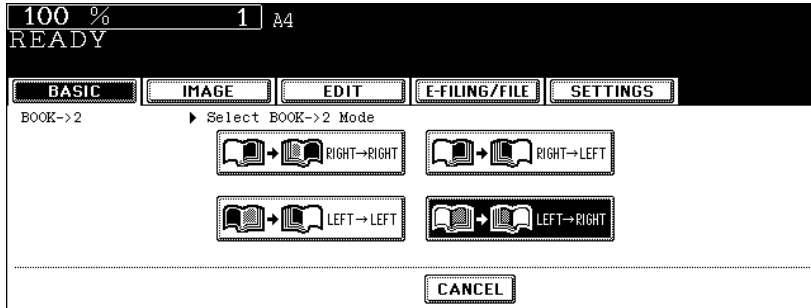 100 % 1 A4
READY
BASIC IMAGE EDIT E-FILING/FILE SETTINGS
BOOK->2 ▶ Select BOOK->2 Mode
RIGHT→RIGHT RIGHT→LEFT
LEFT→LEFT LEFT→RIGHT
CANCEL